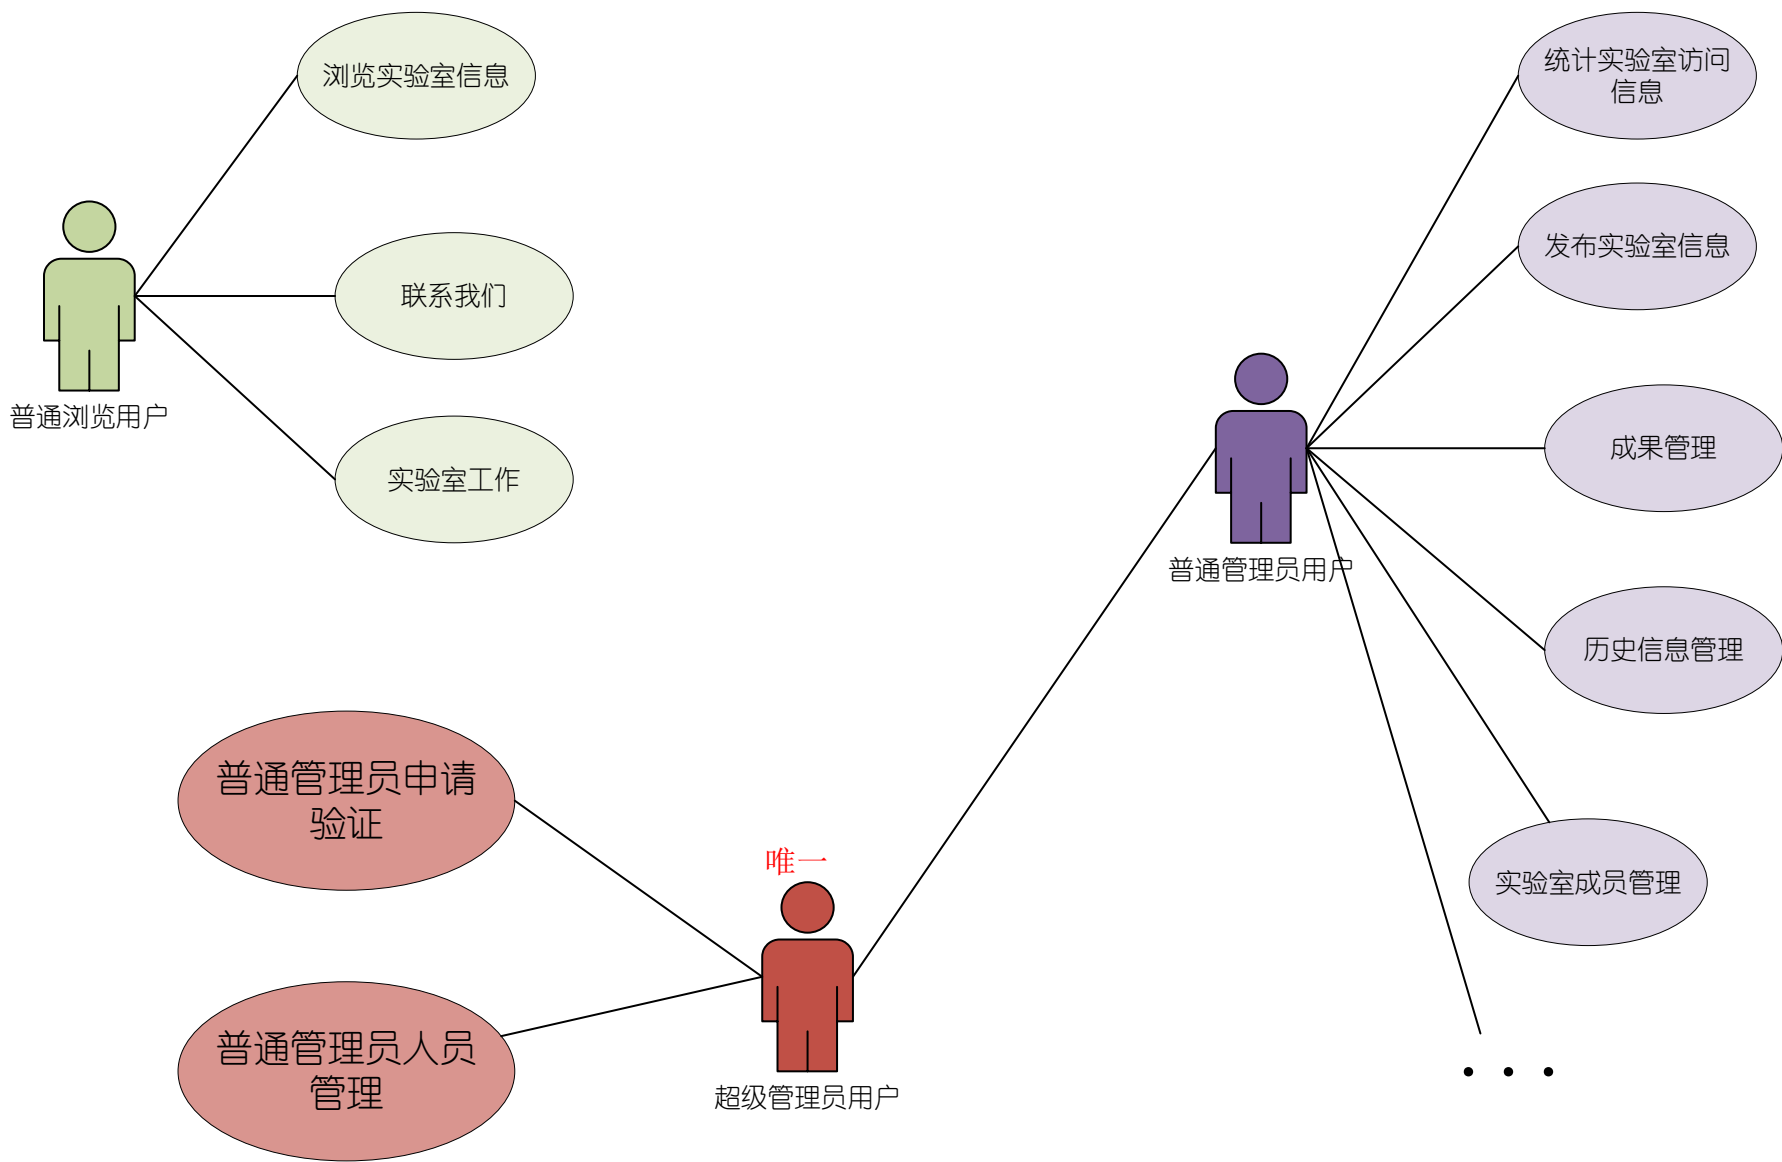 浏览实验室信息
联系我们
普通浏览用户
实验室工作
统计实验室访问
信息
发布实验室信息
成果管理
普通管理员用户
历史信息管理
实验室成员管理
普通管理员申请
验证
唯一
普通管理员人员
管理
超级管理员用户
• • •